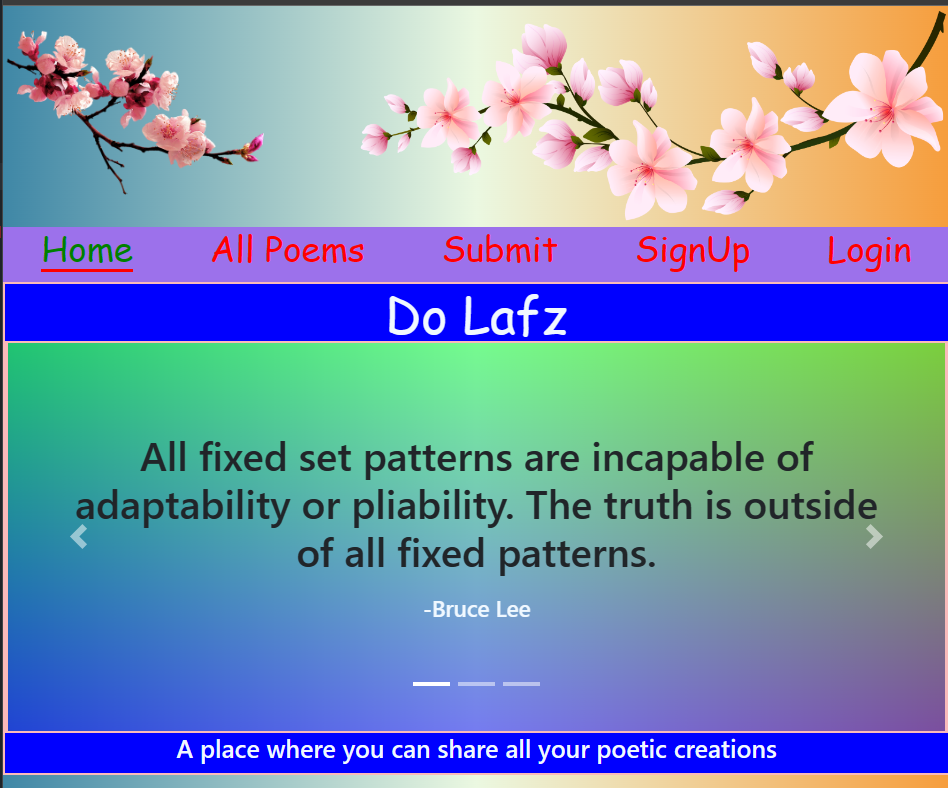 Home All Poems Submit SignUp Login
Do Lafz
All fixed set patterns are incapable of
adaptability or pliability. The truth is outside
of all fixed patterns.
-Bruce Lee
A place where you can share all your poetic creations